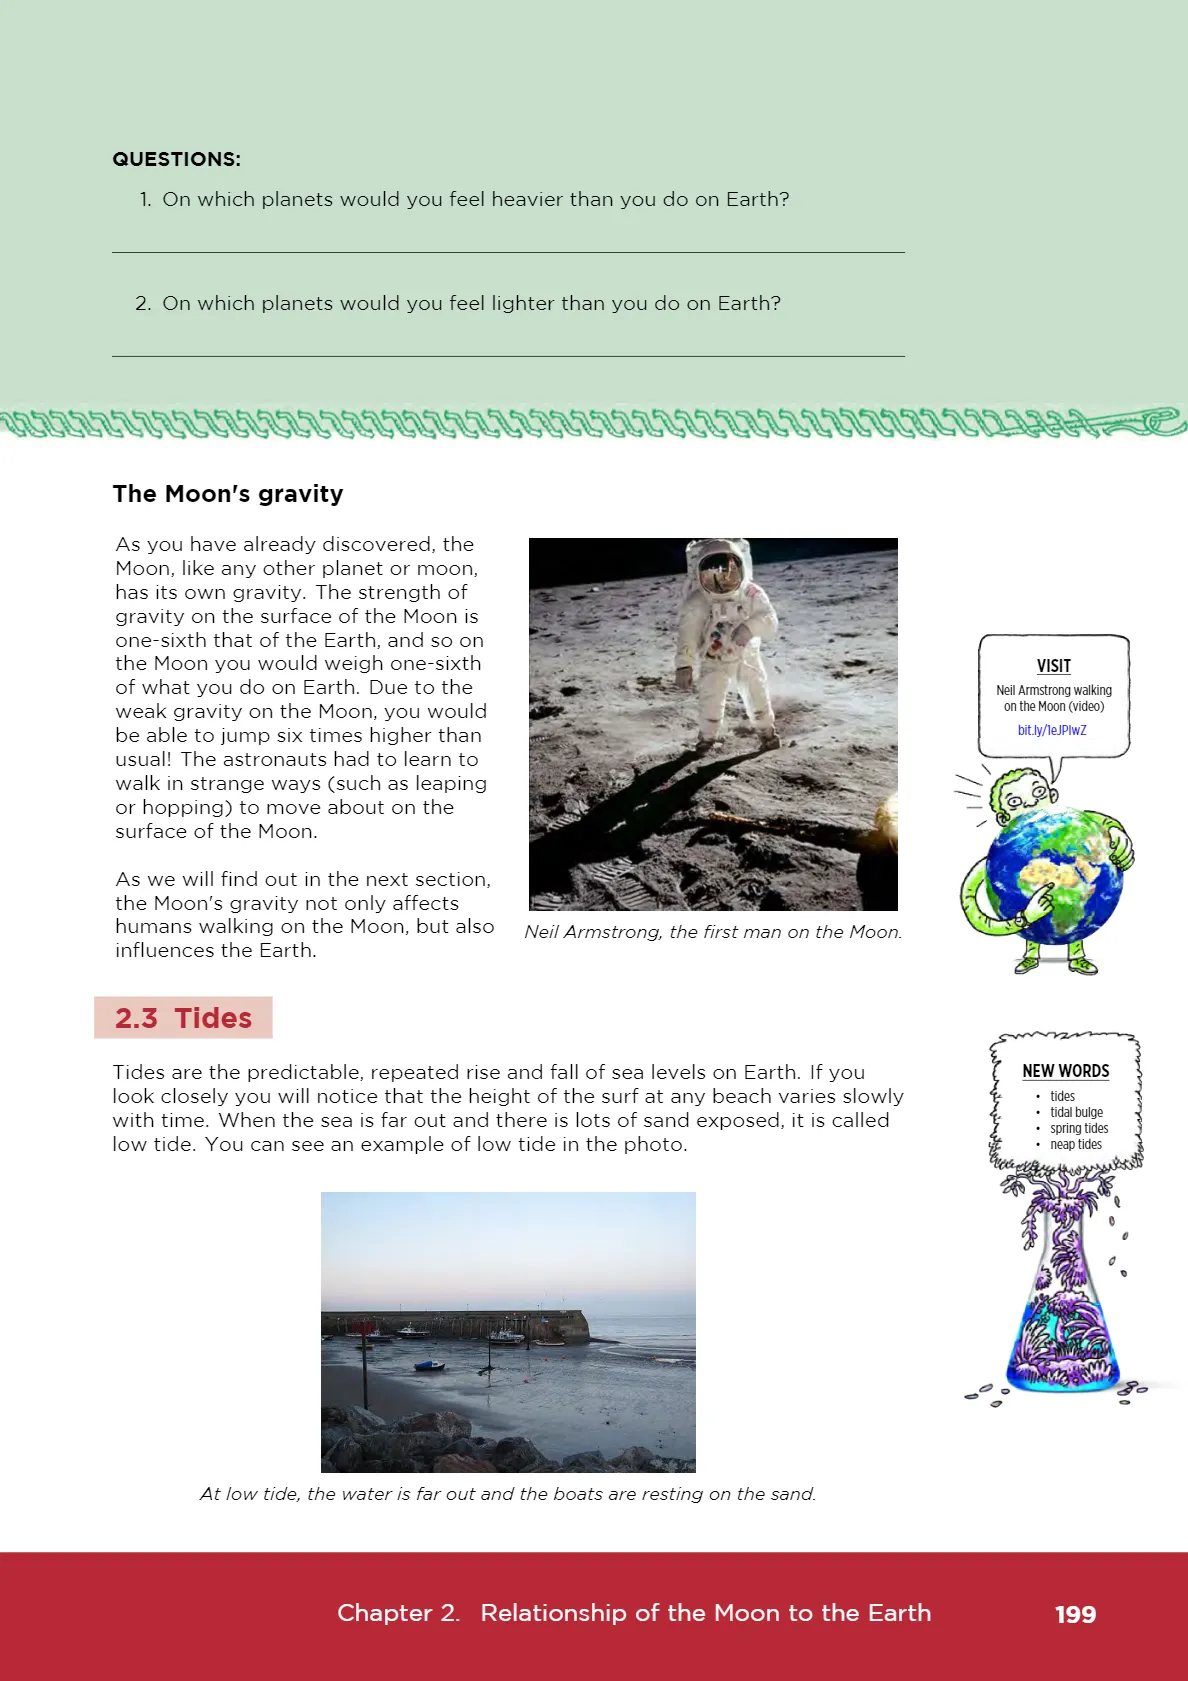 QUESTIONS:
1. On which planets would you feel heavier than you do on Earth?
2. On which planets would you feel lighter than you do on Earth?
The Moon's gravity
As you have already discovered, the
Moon, like any other planet or moon,
has its own gravity. The strength of
gravity on the surface of the Moon is
one-sixth that of the Earth, and so on
the Moon you would weigh one-sixth
of what you do on Earth. Due to the
weak gravity on the Moon, you would
be able to jump six times higher than
usual! The astronauts had to learn to
walk in strange ways (such as leaping
or hopping) to move about on the
surface of the Moon.
As we will find out in the next section,
the Moon's gravity not only affects
humans walking on the Moon, but also
influences the Earth.
Neil Armstrong, the first man on the Moon.
VISIT
Neil Armstrong walking
on the Moon (video)
bit.ly/1eJPlwZ
2.3 Tides
Tides are the predictable, repeated rise and fall of sea levels on Earth. If you
look closely you will notice that the height of the surf at any beach varies slowly
with time. When the sea is far out and there is lots of sand exposed, it is called
low tide. You can see an example of low tide in the photo.
NEW WORDS
• tides
• tidal bulge
• spring tides
• neap tides
At low tide, the water is far out and the boats are resting on the sand.
Chapter 2. Relationship of the Moon to the Earth
199